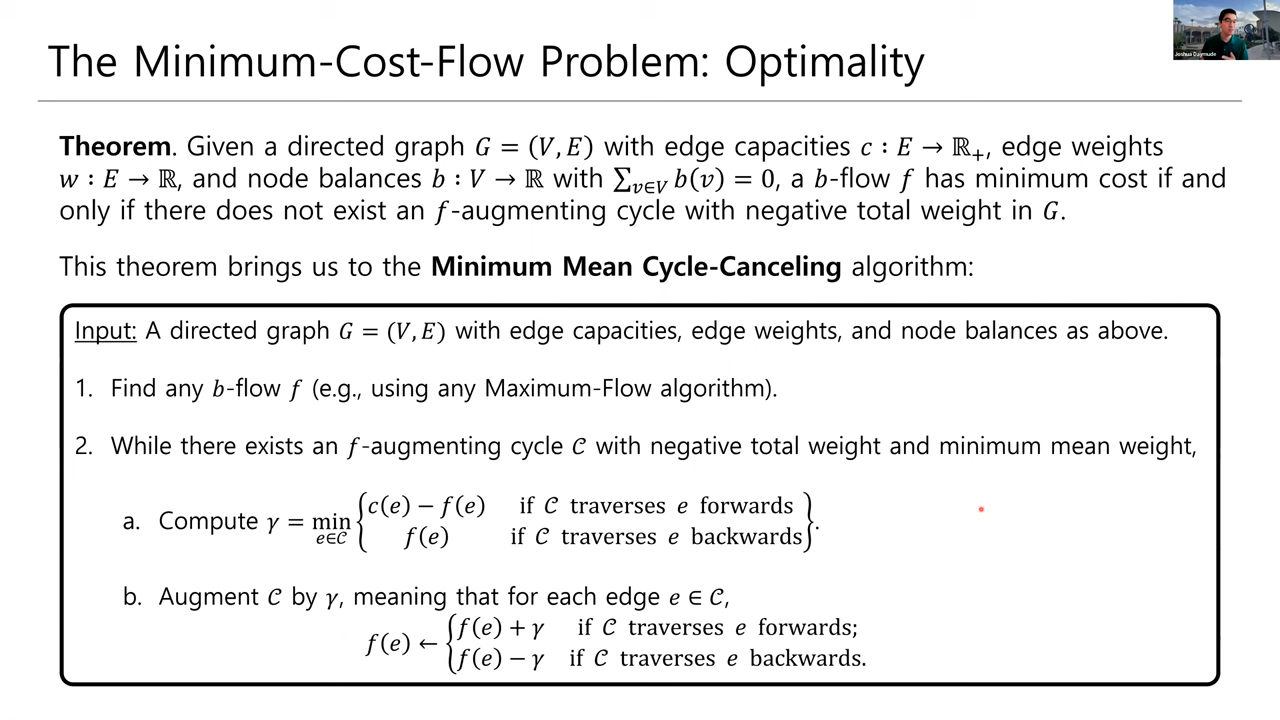 The Minimum-Cost-Flow Problem: Optimality
Joshua Daymude
Theorem. Given a directed graph G = (V, E) with edge capacities c : E → ℝ₊, edge weights
w : E → ℝ, and node balances b : V → ℝ with ∑_{v∈V} b(v) = 0, a b-flow f has minimum cost if and
only if there does not exist an f-augmenting cycle with negative total weight in G.
This theorem brings us to the Minimum Mean Cycle-Canceling algorithm:
Input: A directed graph G = (V, E) with edge capacities, edge weights, and node balances as above.
1. Find any b-flow f (e.g., using any Maximum-Flow algorithm).
2. While there exists an f-augmenting cycle 𝒞 with negative total weight and minimum mean weight,
a. Compute γ = min_{e∈𝒞} { c(e) − f(e) if 𝒞 traverses e forwards
f(e) if 𝒞 traverses e backwards }.
b. Augment 𝒞 by γ, meaning that for each edge e ∈ 𝒞,
f(e) ← { f(e) + γ if 𝒞 traverses e forwards;
f(e) − γ if 𝒞 traverses e backwards.